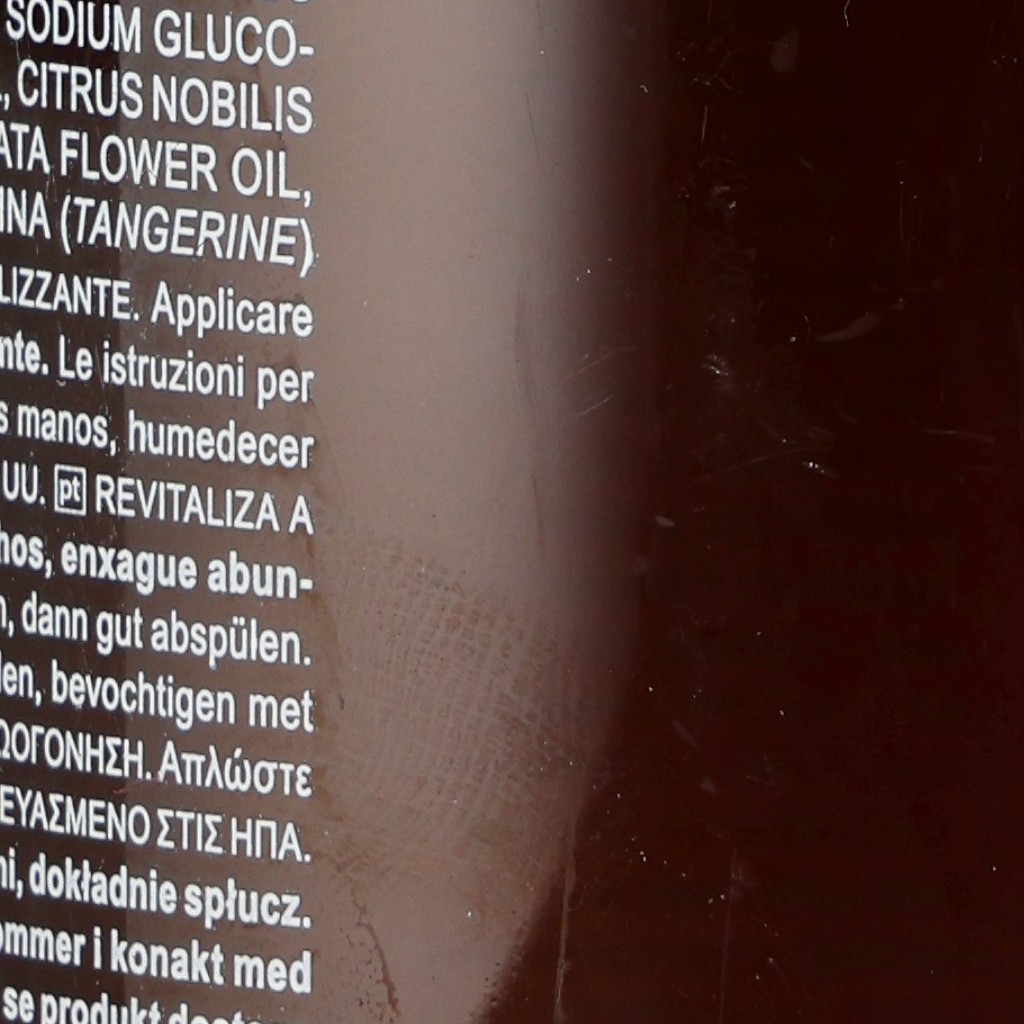 SODIUM GLUCO-
CITRUS NOBILIS
FLOWER OIL,
(TANGERINE)
LIZZANTE. Applicare
nte. Le istruzioni per
s manos, humedecer
UU. pt REVITALIZA A
hos, enxague abun-
n, dann gut abspülen.
len, bevochtigen met
ΩΟΓΟΝΗΣΗ. Απλώστε
ΕΥΑΣΜΕΝΟ ΣΤΙΣ ΗΠΑ.
ni, dokładnie spłucz.
ommer i konakt med
se produkt